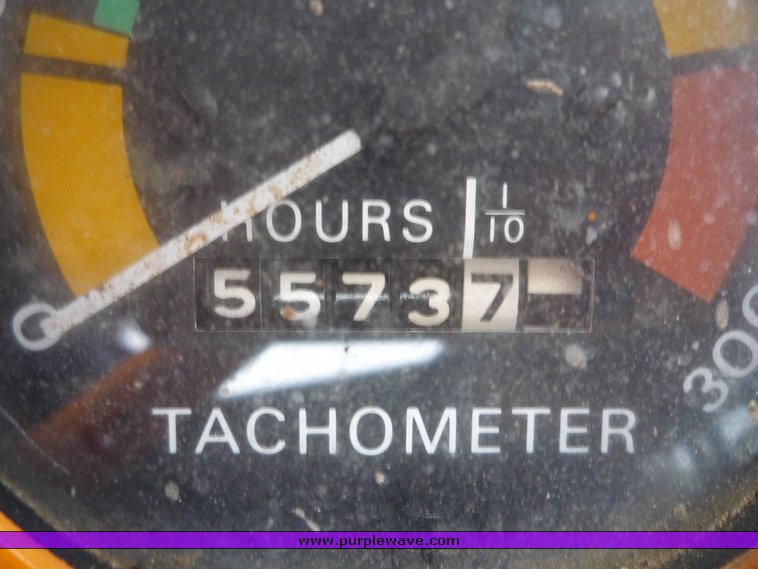 HOURS 1/10
55737
TACHOMETER
300
www.purplewave.com